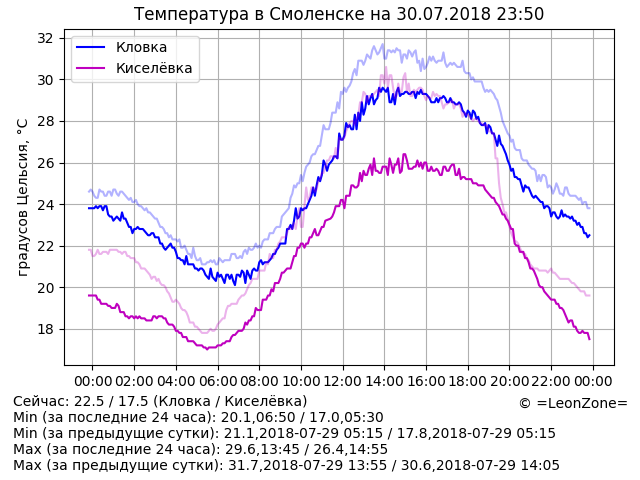 Температура в Смоленске на 30.07.2018 23:50
градусов Цельсия, °C
32
30
28
26
24
22
20
18
Кловка
Киселёвка
00:00 02:00 04:00 06:00 08:00 10:00 12:00 14:00 16:00 18:00 20:00 22:00 00:00
Сейчас: 22.5 / 17.5 (Кловка / Киселёвка)
© =LeonZone=
Min (за последние 24 часа): 20.1,06:50 / 17.0,05:30
Min (за предыдущие сутки): 21.1,2018-07-29 05:15 / 17.8,2018-07-29 05:15
Max (за последние 24 часа): 29.6,13:45 / 26.4,14:55
Max (за предыдущие сутки): 31.7,2018-07-29 13:55 / 30.6,2018-07-29 14:05